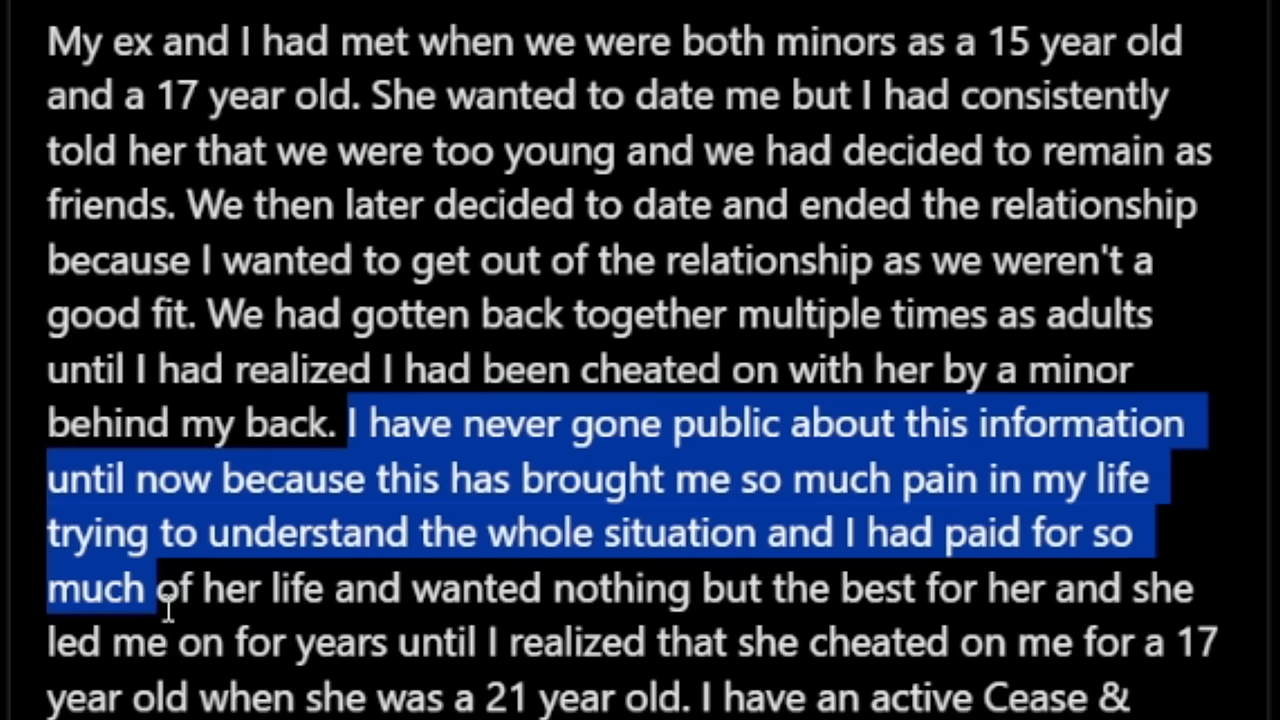 My ex and I had met when we were both minors as a 15 year old
and a 17 year old. She wanted to date me but I had consistently
told her that we were too young and we had decided to remain as
friends. We then later decided to date and ended the relationship
because I wanted to get out of the relationship as we weren't a
good fit. We had gotten back together multiple times as adults
until I had realized I had been cheated on with her by a minor
behind my back. I have never gone public about this information
until now because this has brought me so much pain in my life
trying to understand the whole situation and I had paid for so
much of her life and wanted nothing but the best for her and she
led me on for years until I realized that she cheated on me for a 17
year old when she was a 21 year old. I have an active Cease &